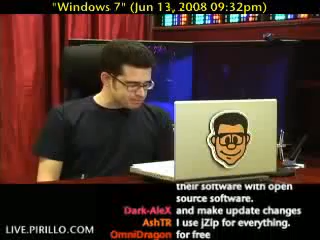 "Windows 7" (Jun 13, 2008 09:32pm)
their software with open
source software.
Dark-AleX and make update changes
AshTR I use jZip for everything.
LIVE.PIRILLO.COM OmniDragon for free